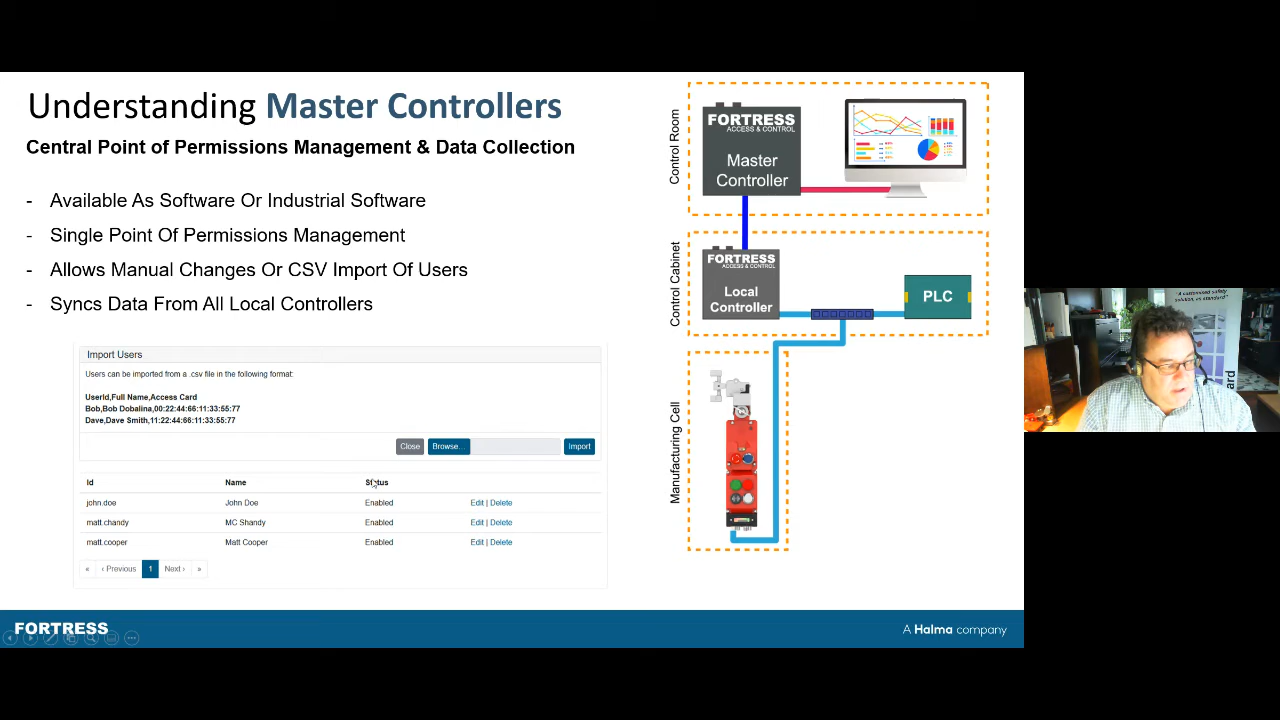 Understanding Master Controllers
Central Point of Permissions Management & Data Collection
- Available As Software Or Industrial Software
- Single Point Of Permissions Management
- Allows Manual Changes Or CSV Import Of Users
- Syncs Data From All Local Controllers
Import Users
Users can be imported from a .csv file in the following format:
UserId,Full Name,Access Card
Bob,Bob Dobalina,00:22:44:66:11:33:55:77
Dave,Dave Smith,11:22:44:66:11:33:55:77
Close Browse... Import
Id Name Status
john.doe John Doe Enabled Edit | Delete
matt.chandy MC Shandy Enabled Edit | Delete
matt.cooper Matt Cooper Enabled Edit | Delete
« ‹ Previous 1 Next › »
Control Room
FORTRESS
ACCESS & CONTROL
Master
Controller
Control Cabinet
FORTRESS
ACCESS & CONTROL
Local
Controller
PLC
Manufacturing Cell
"A customized safety
solution, as standard"
FORTRESS
A Halma company